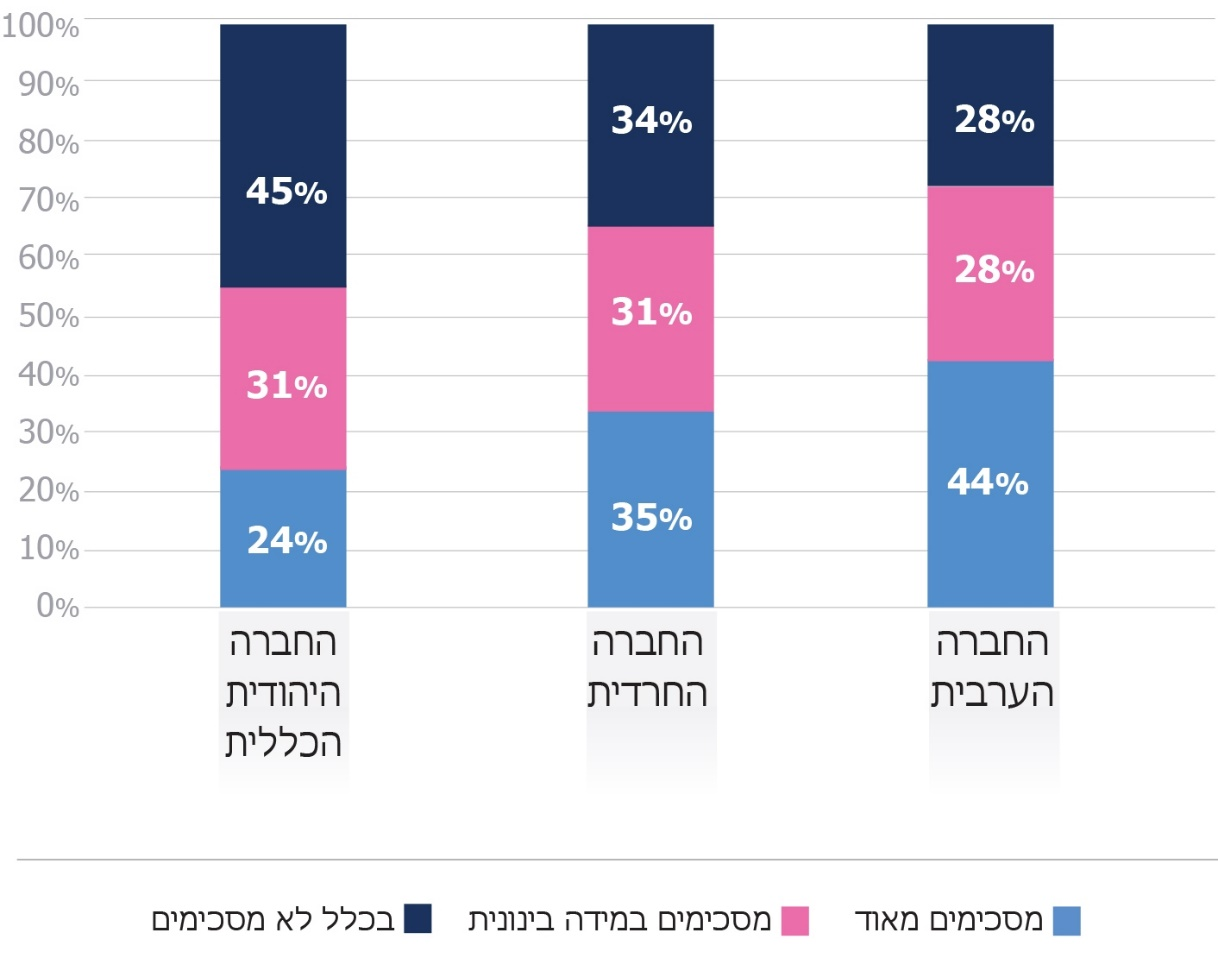 100%
90%
80%
70%
60%
50%
40%
30%
20%
10%
0%
45%
31%
24%
34%
31%
35%
28%
28%
44%
החברה
היהודית
הכללית
החברה
החרדית
החברה
הערבית
מסכימים מאוד
מסכימים במידה בינונית
בכלל לא מסכימים